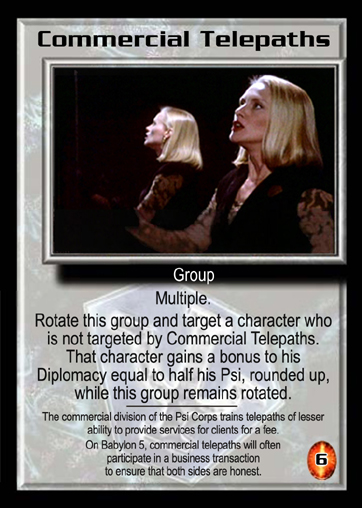 Commercial Telepaths
Group
Multiple.
Rotate this group and target a character who
is not targeted by Commercial Telepaths.
That character gains a bonus to his
Diplomacy equal to half his Psi, rounded up,
while this group remains rotated.
The commercial division of the Psi Corps trains telepaths of lesser
ability to provide services for clients for a fee.
On Babylon 5, commercial telepaths will often
participate in a business transaction
to ensure that both sides are honest.
6